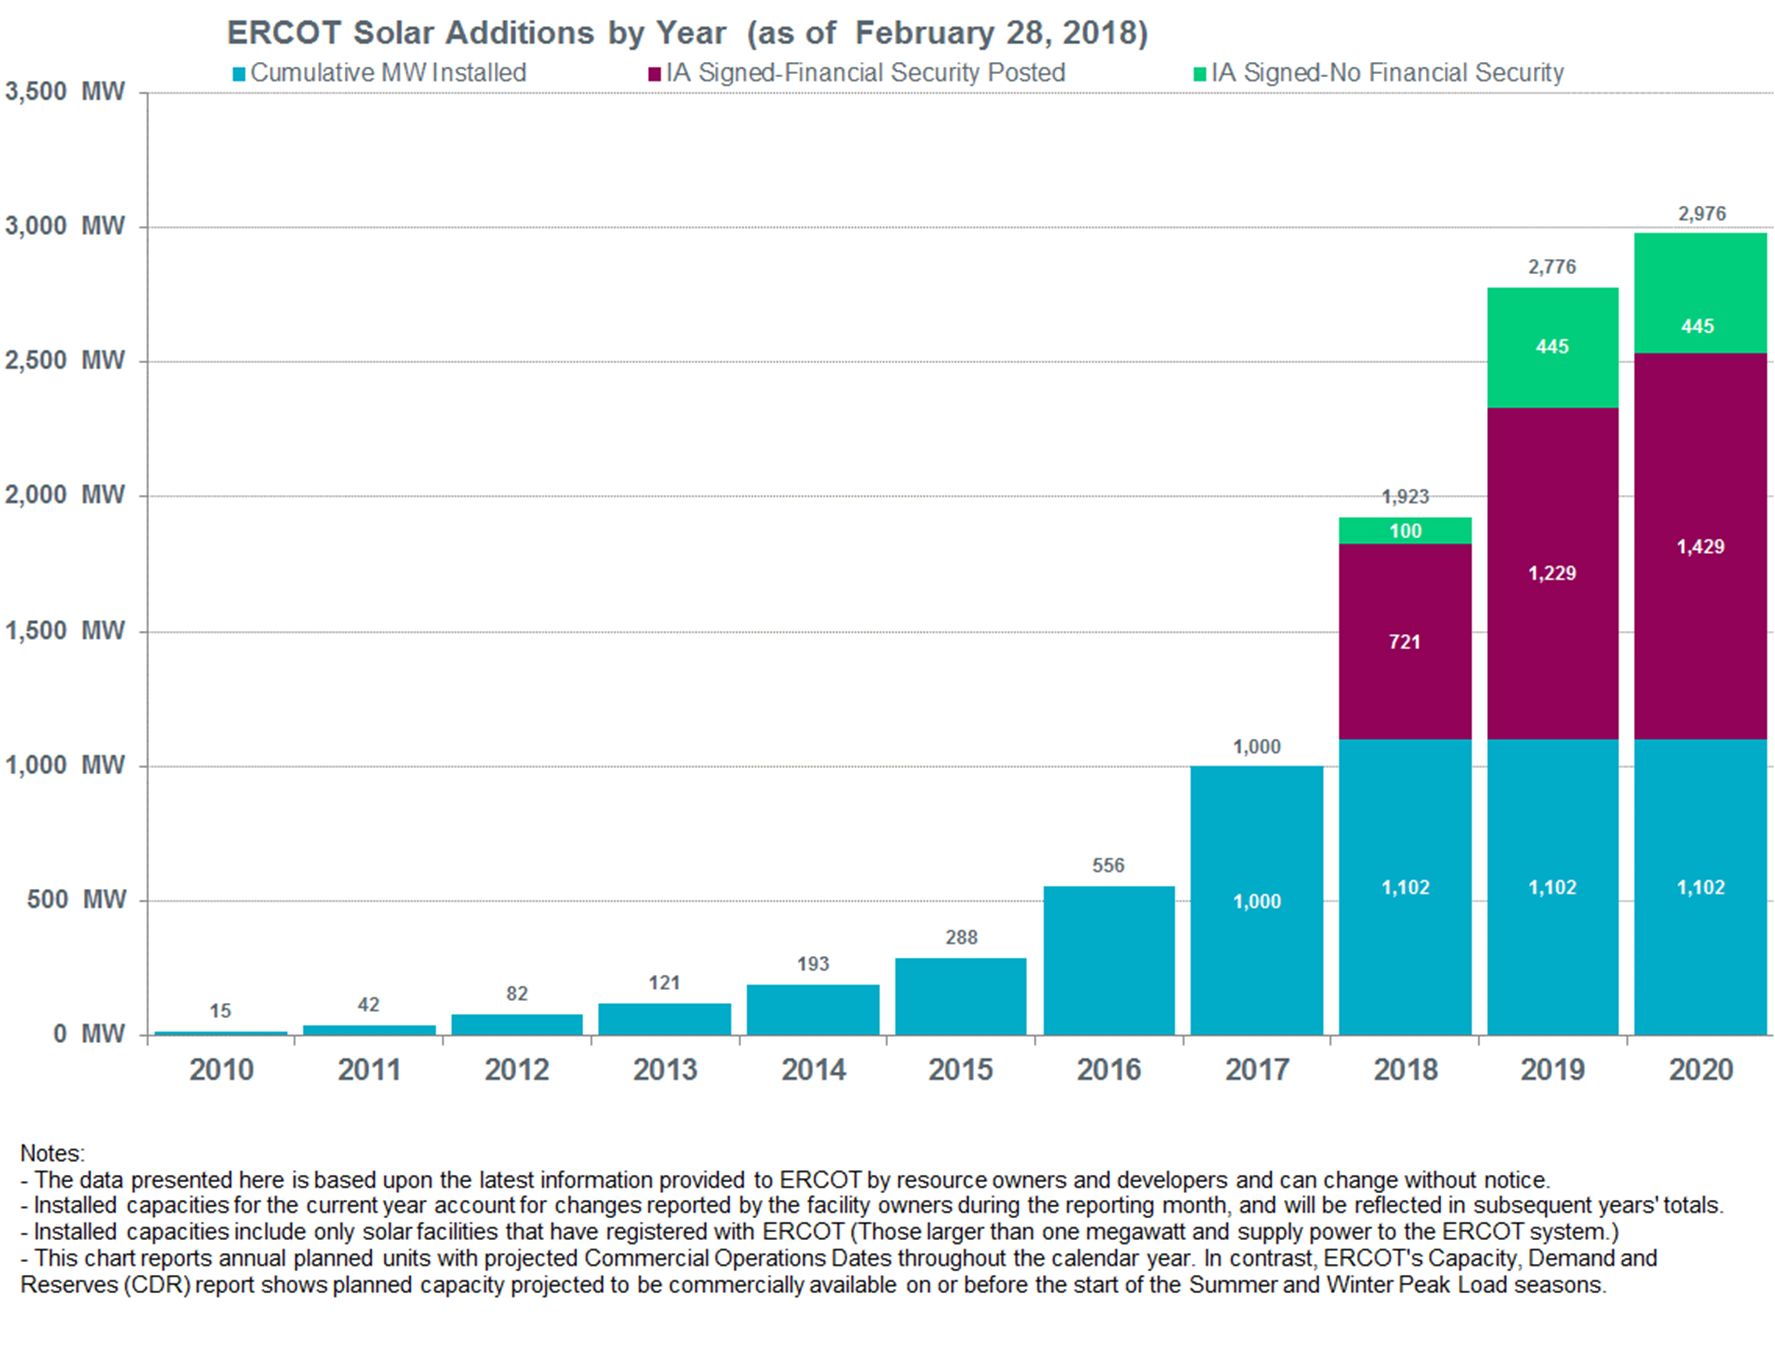 ERCOT Solar Additions by Year (as of February 28, 2018)
Cumulative MW Installed IA Signed-Financial Security Posted IA Signed-No Financial Security
3,500 MW
3,000 MW
2,500 MW
2,000 MW
1,500 MW
1,000 MW
500 MW
0 MW
15
42
82
121
193
288
556
1,000
1,000
1,923
100
721
1,102
2,776
445
1,229
1,102
2,976
445
1,429
1,102
2010 2011 2012 2013 2014 2015 2016 2017 2018 2019 2020
Notes:
- The data presented here is based upon the latest information provided to ERCOT by resource owners and developers and can change without notice.
- Installed capacities for the current year account for changes reported by the facility owners during the reporting month, and will be reflected in subsequent years' totals.
- Installed capacities include only solar facilities that have registered with ERCOT (Those larger than one megawatt and supply power to the ERCOT system.)
- This chart reports annual planned units with projected Commercial Operations Dates throughout the calendar year. In contrast, ERCOT's Capacity, Demand and
Reserves (CDR) report shows planned capacity projected to be commercially available on or before the start of the Summer and Winter Peak Load seasons.